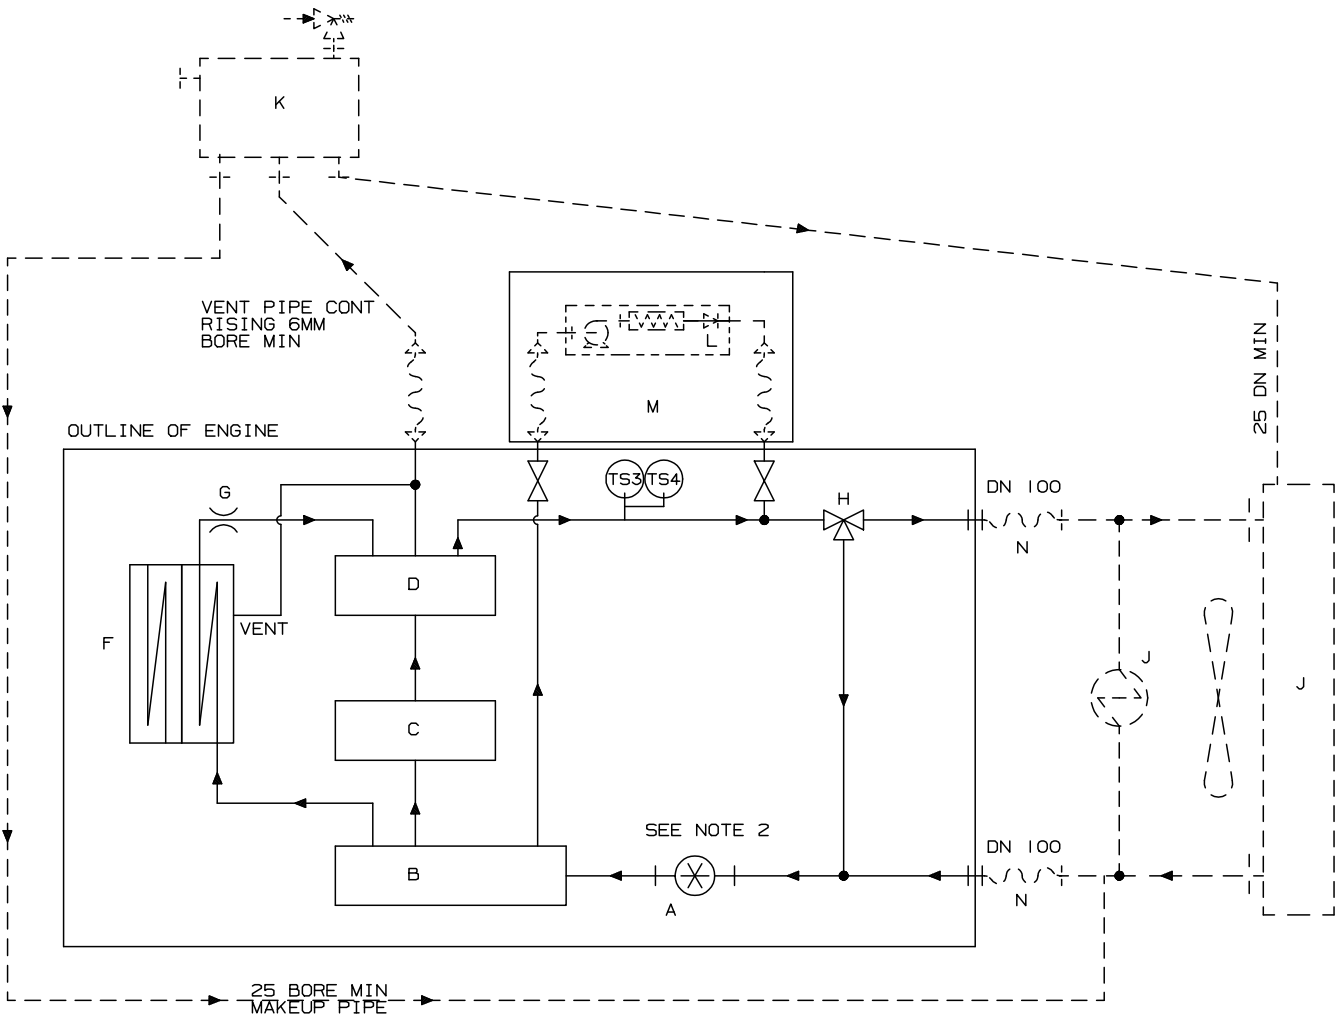 K
VENT PIPE CONT
RISING 6MM
BORE MIN
L
M
25 DN MIN
OUTLINE OF ENGINE
TS3
TS4
G
H
DN 100
N
D
VENT
F
J
J
C
SEE NOTE 2
DN 100
B
A
N
25 BORE MIN
MAKEUP PIPE